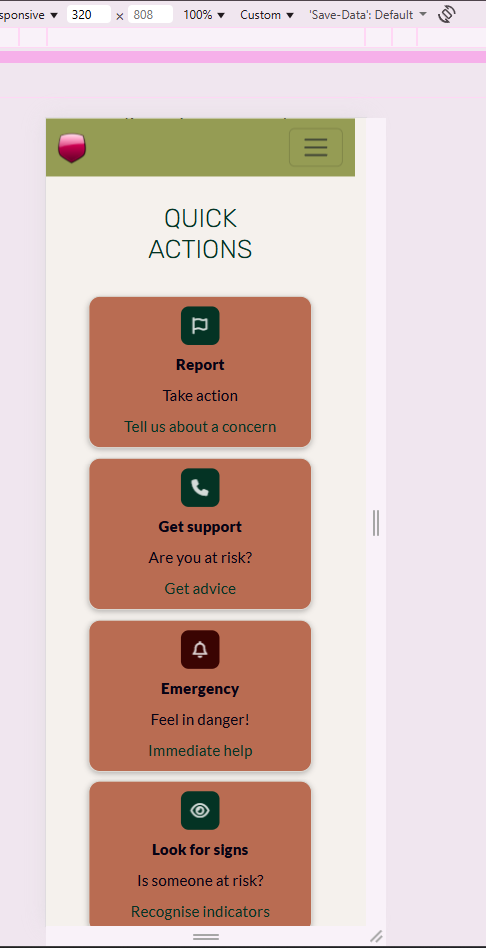 sponsive ▼ 320 × 808 100% ▼ Custom ▼ 'Save-Data': Default
QUICK
ACTIONS
Report
Take action
Tell us about a concern
Get support
Are you at risk?
Get advice
Emergency
Feel in danger!
Immediate help
Look for signs
Is someone at risk?
Recognise indicators